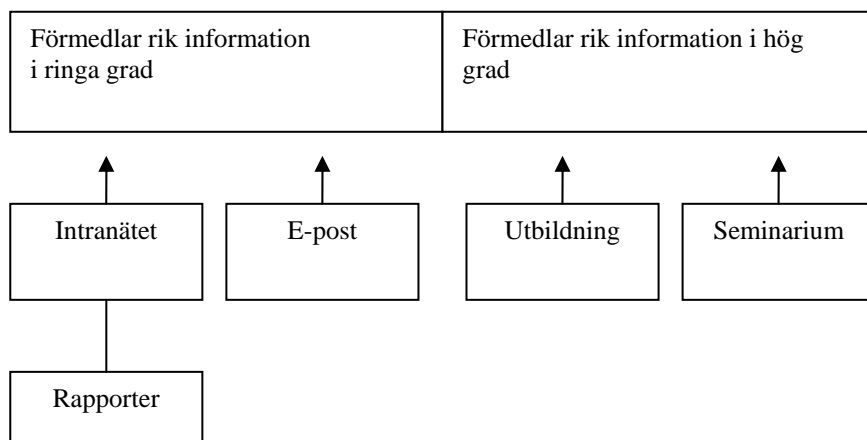 Förmedlar rik information
i ringa grad
Förmedlar rik information i hög
grad
Intranätet
E-post
Utbildning
Seminarium
Rapporter